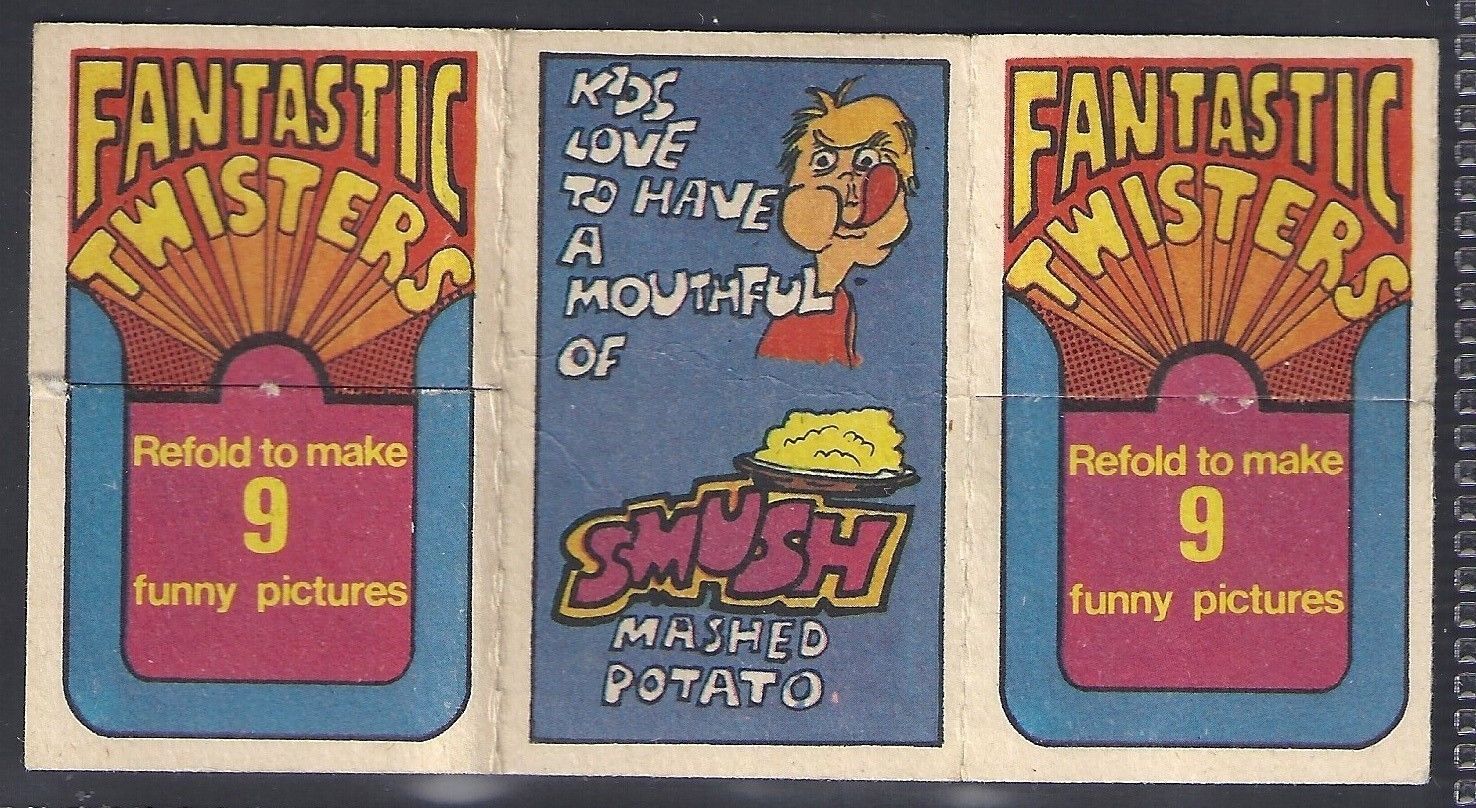 FANTASTIC
TWISTERS
Refold to make
9
funny pictures
KIDS
LOVE
TO HAVE
A
MOUTHFUL
OF
SMUSH
MASHED
POTATO
FANTASTIC
TWISTERS
Refold to make
9
funny pictures